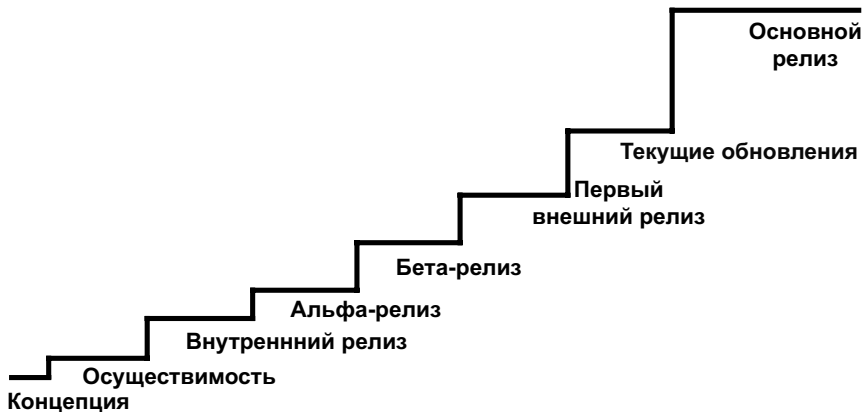 Основной
релиз
Текущие обновления
Первый
внешний релиз
Бета-релиз
Альфа-релиз
Внутреннний релиз
Осуществимость
Концепция